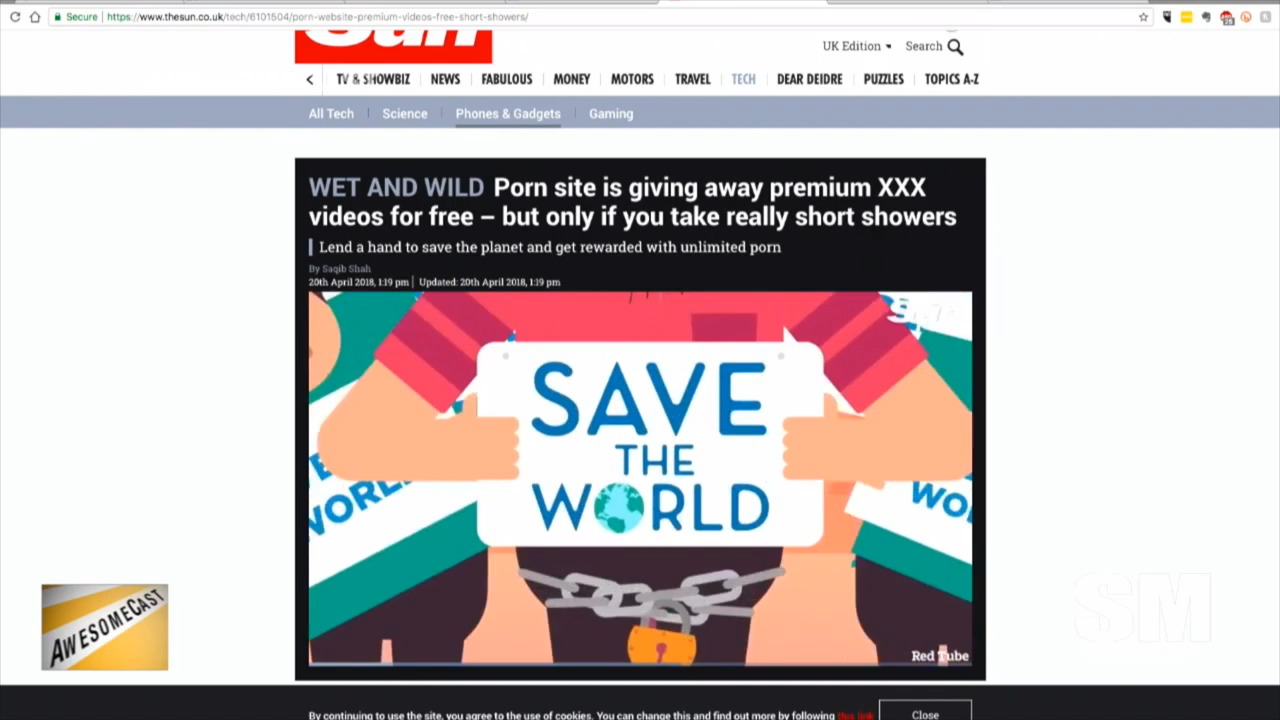 Secure | https://www.thesun.co.uk/tech/6101504/porn-website-premium-videos-free-short-showers/
Sun
UK Edition
Search
TV & SHOWBIZ NEWS FABULOUS MONEY MOTORS TRAVEL TECH DEAR DEIDRE PUZZLES TOPICS A-Z
All Tech Science Phones & Gadgets Gaming
WET AND WILD Porn site is giving away premium XXX
videos for free – but only if you take really short showers
Lend a hand to save the planet and get rewarded with unlimited porn
By Saqib Shah
20th April 2018, 1:19 pm | Updated: 20th April 2018, 1:19 pm
SAVE
THE
WORLD
WORL
WO
Red Tube
AWESOMECAST
SM
By continuing to use the site, you agree to the use of cookies. You can change this and find out more by following this link
Close